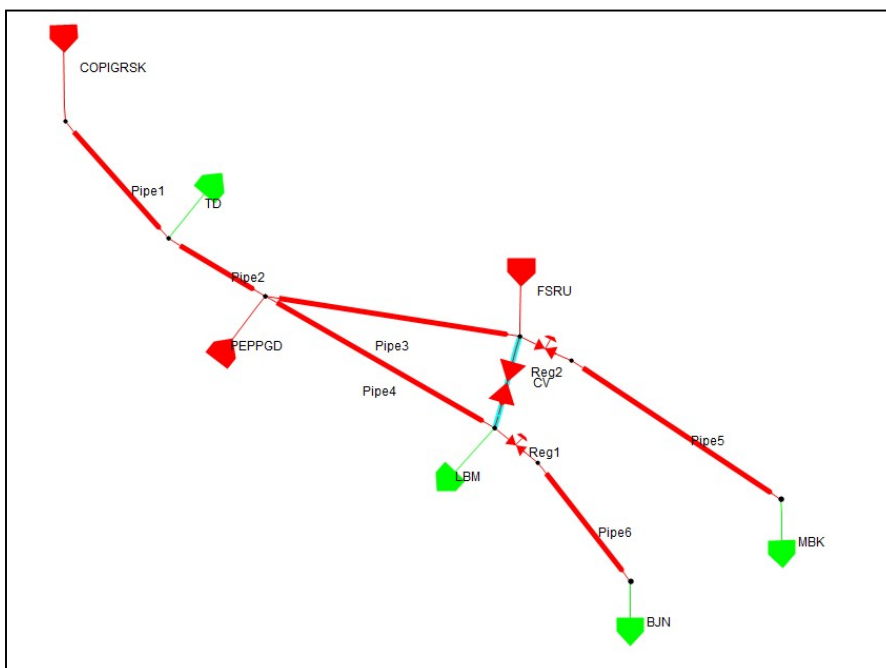 COPIGRSK
Pipe1
TD
Pipe2
FSRU
PEPPGD
Pipe3
Reg2
CV
Pipe4
Pipe5
Reg1
LBM
Pipe6
MBK
BJN